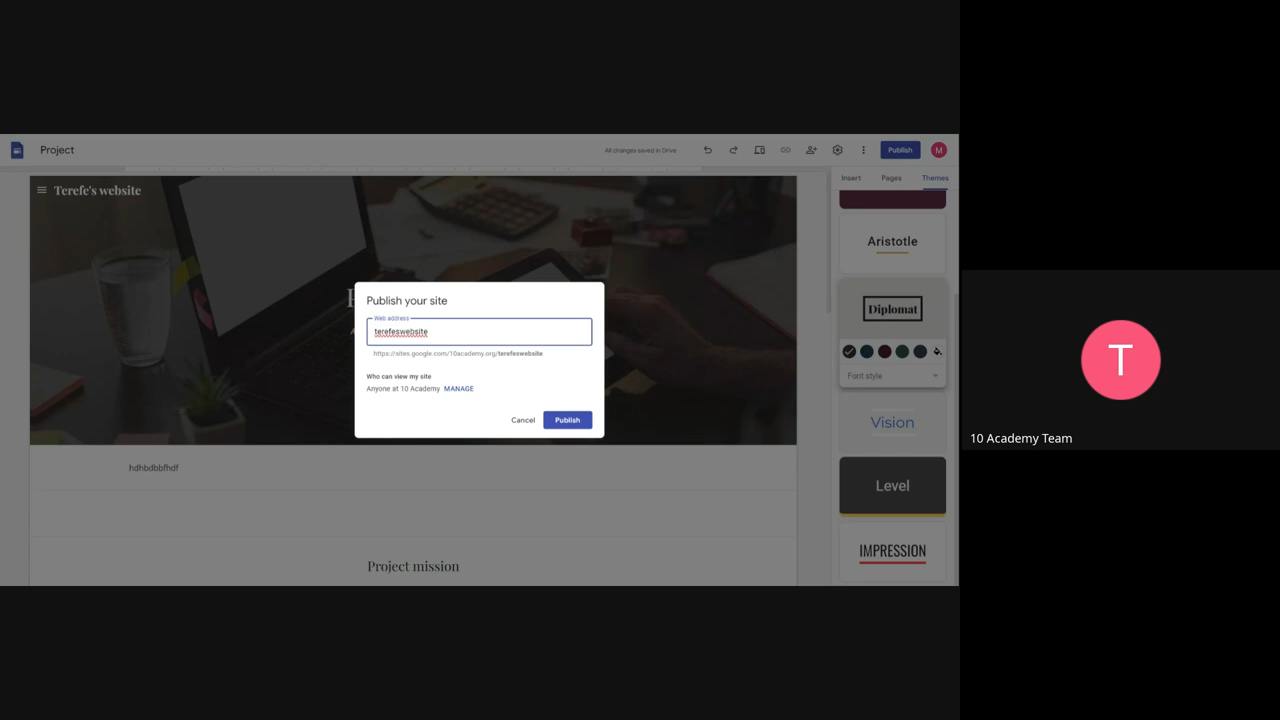 Project
All changes saved in Drive
Publish
M
Insert
Pages
Themes
Terefe's website
Aristotle
Diplomat
Font style
Vision
Level
IMPRESSION
Publish your site
Web address
terefeswebsite
https://sites.google.com/10academy.org/terefeswebsite
Who can view my site
Anyone at 10 Academy MANAGE
Cancel
Publish
hdhbdbbfhdf
Project mission
T
10 Academy Team